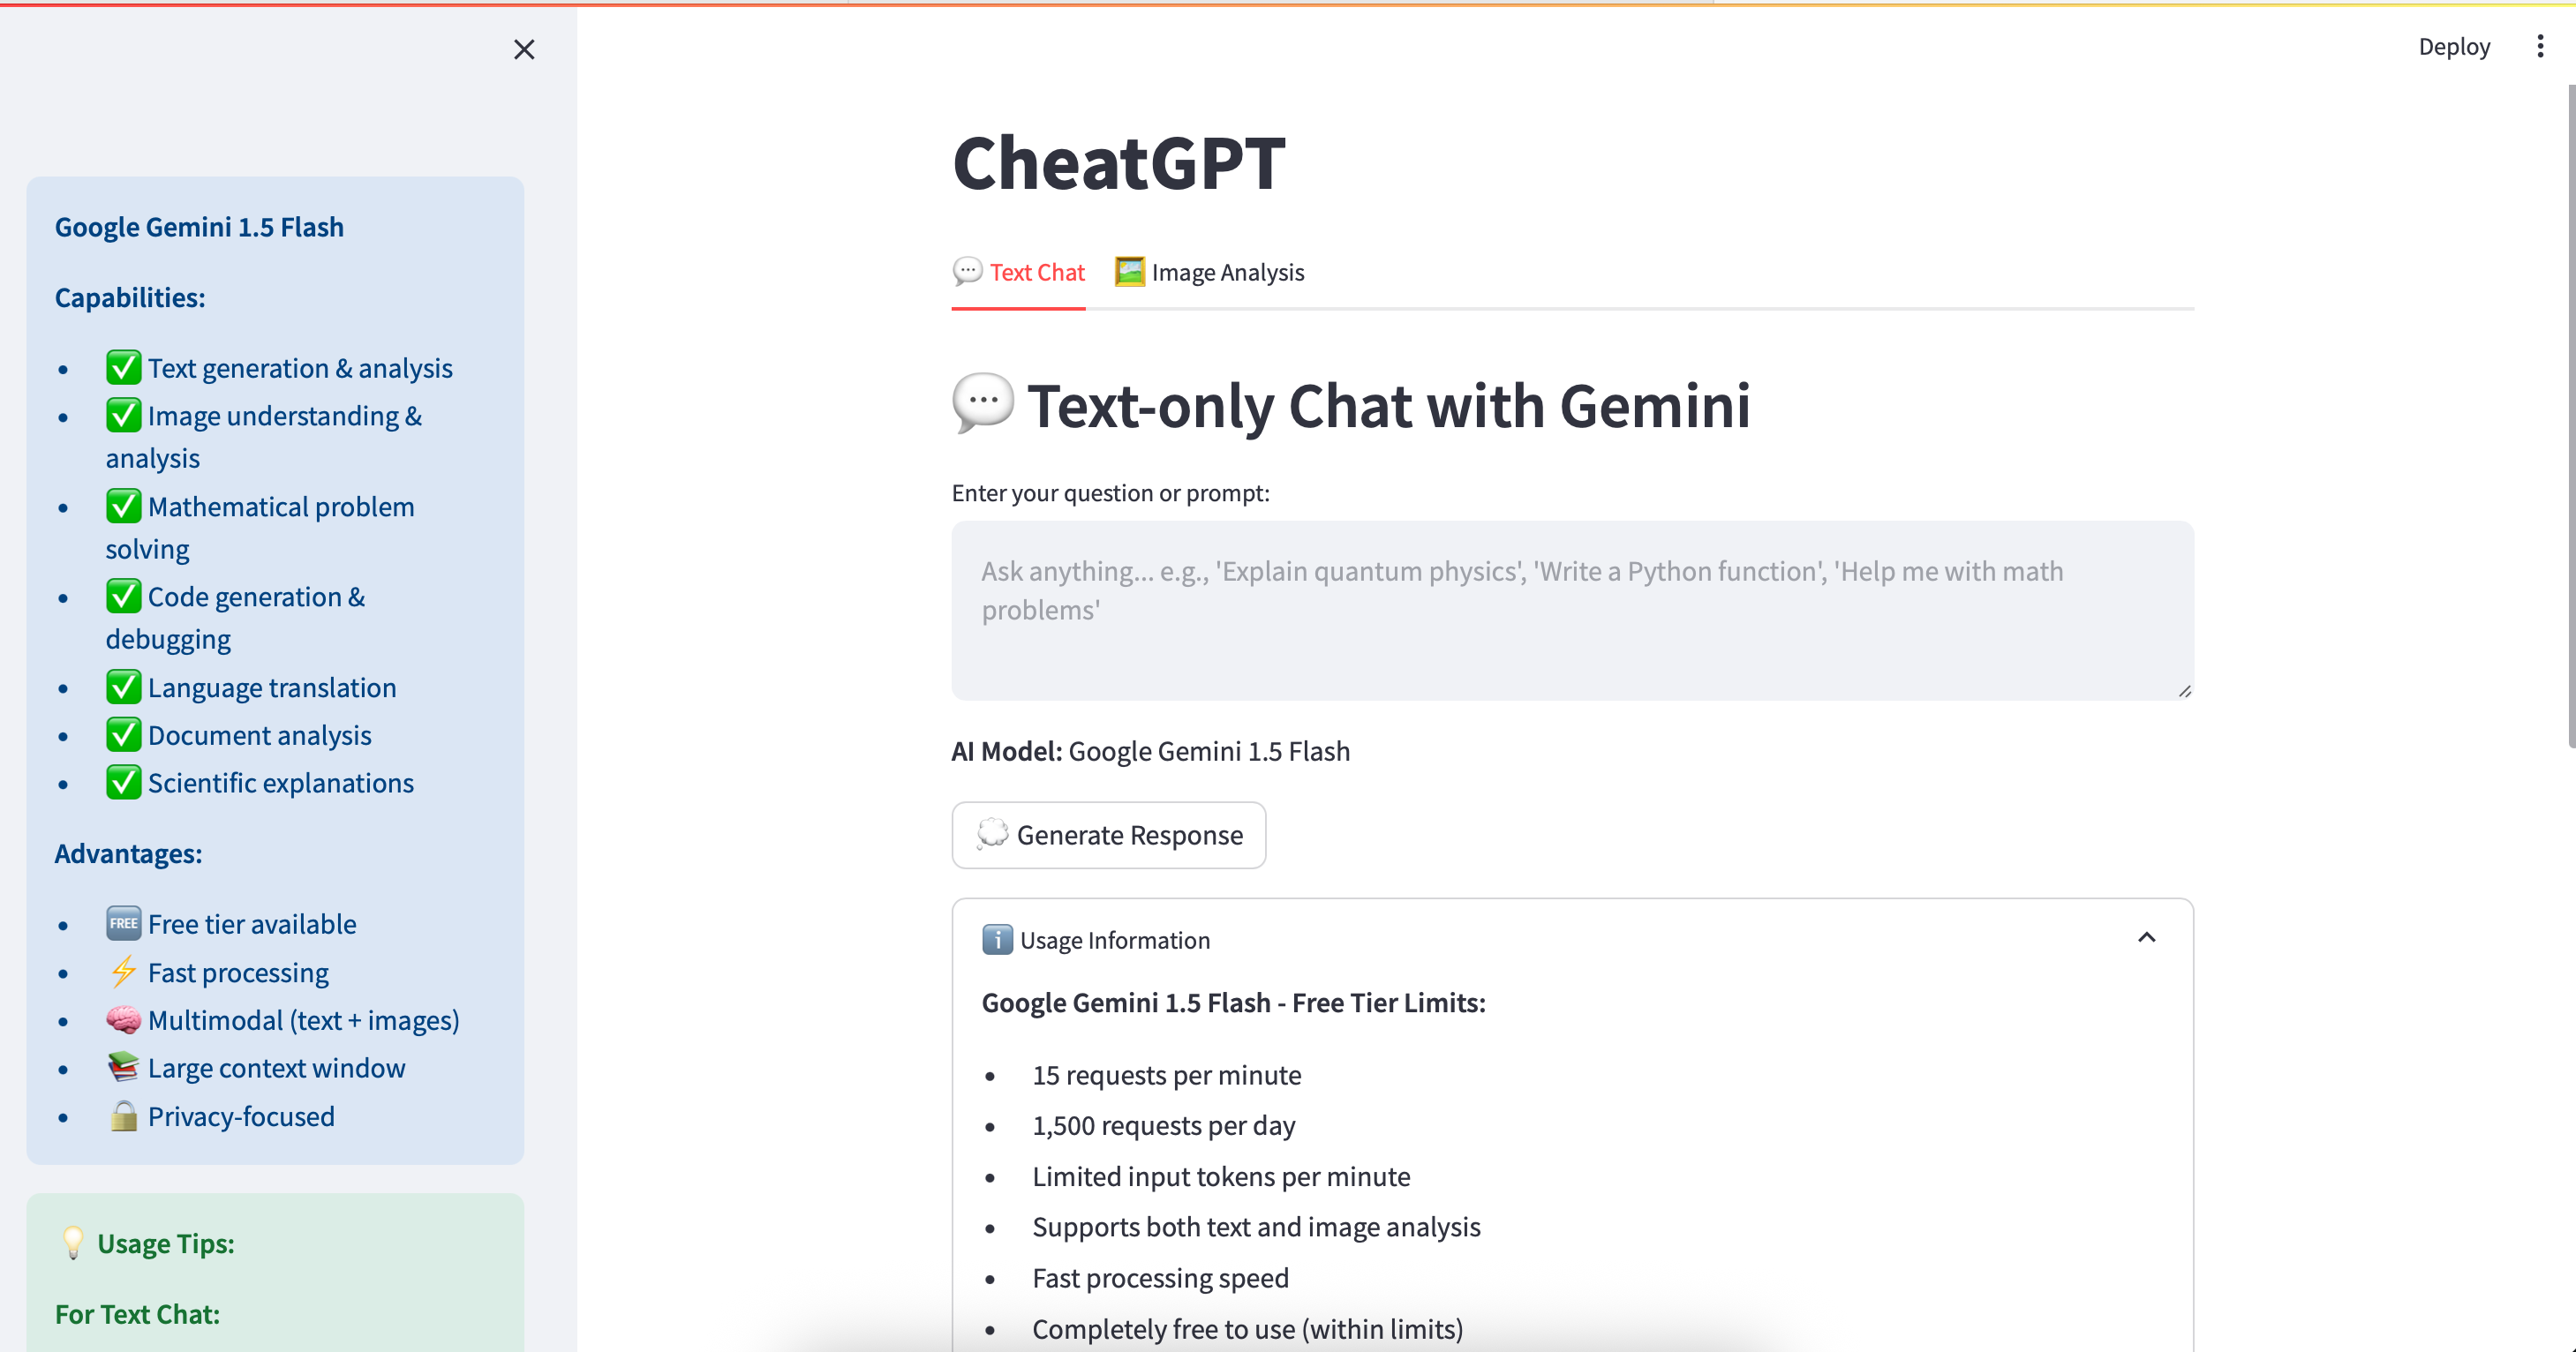 Deploy
Google Gemini 1.5 Flash
Capabilities:
✅ Text generation & analysis
✅ Image understanding &
analysis
✅ Mathematical problem
solving
✅ Code generation &
debugging
✅ Language translation
✅ Document analysis
✅ Scientific explanations
Advantages:
🆓 Free tier available
⚡ Fast processing
🧠 Multimodal (text + images)
📚 Large context window
🔒 Privacy-focused
💡 Usage Tips:
For Text Chat:
CheatGPT
💬 Text Chat 🖼️ Image Analysis
💬 Text-only Chat with Gemini
Enter your question or prompt:
Ask anything... e.g., 'Explain quantum physics', 'Write a Python function', 'Help me with math
problems'
AI Model: Google Gemini 1.5 Flash
💭 Generate Response
ℹ️ Usage Information
Google Gemini 1.5 Flash - Free Tier Limits:
15 requests per minute
1,500 requests per day
Limited input tokens per minute
Supports both text and image analysis
Fast processing speed
Completely free to use (within limits)